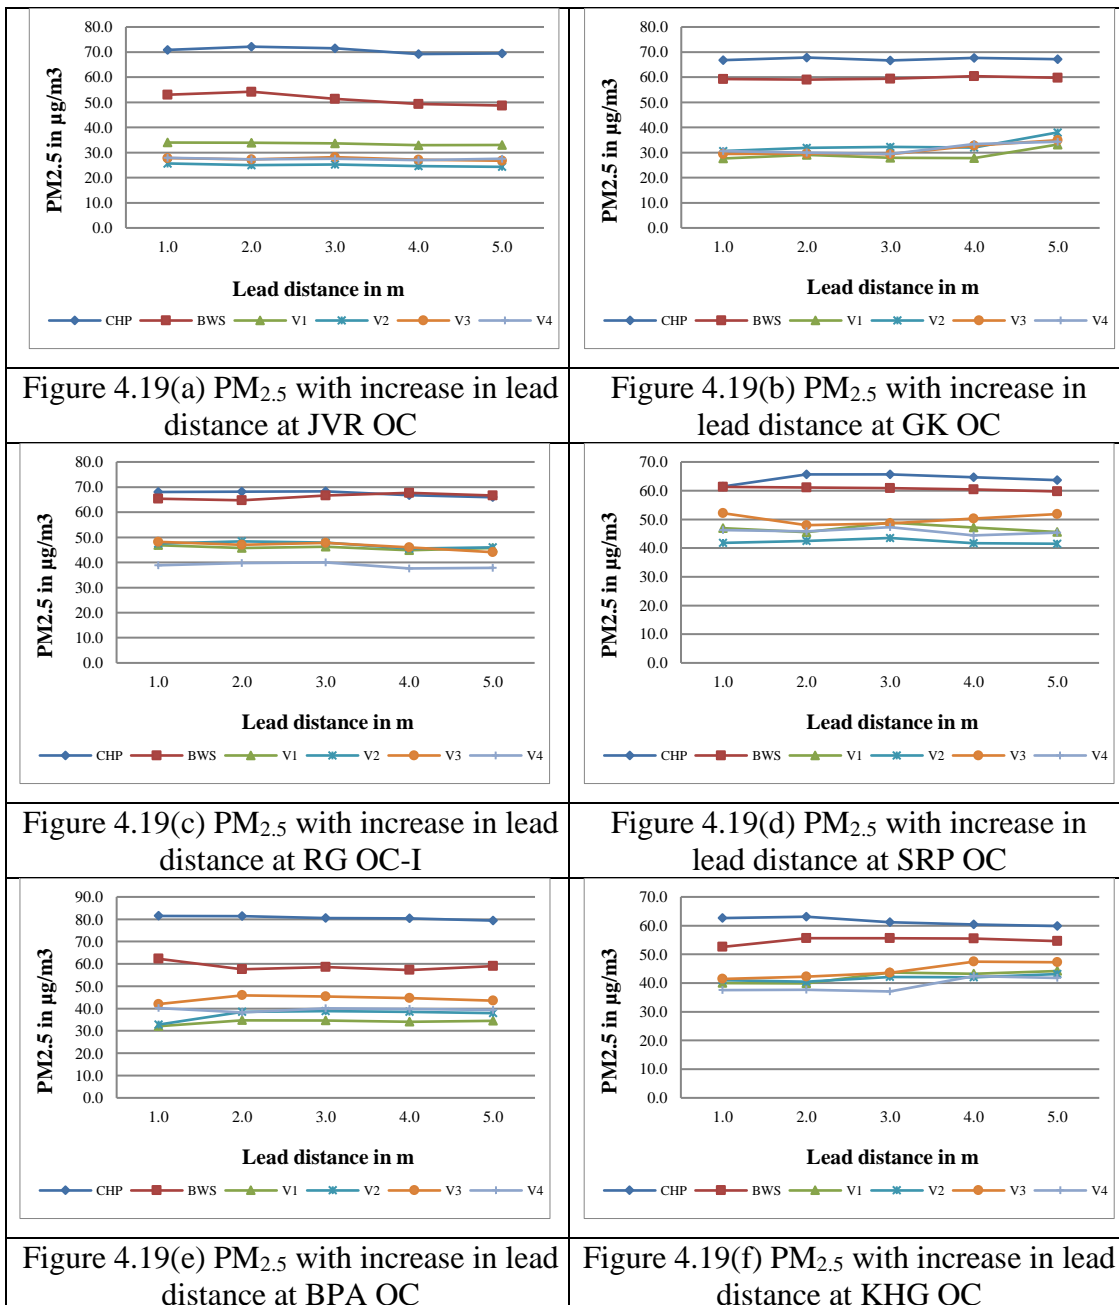 80.0
70.0
60.0
50.0
40.0
30.0
20.0
10.0
0.0
PM2.5 in µg/m3
1.0 2.0 3.0 4.0 5.0
Lead distance in m
CHP BWS V1 V2 V3 V4
Figure 4.19(a) PM2.5 with increase in lead
distance at JVR OC
80.0
70.0
60.0
50.0
40.0
30.0
20.0
10.0
0.0
PM2.5 in µg/m3
1.0 2.0 3.0 4.0 5.0
Lead distance in m
CHP BWS V1 V2 V3 V4
Figure 4.19(b) PM2.5 with increase in
lead distance at GK OC
80.0
70.0
60.0
50.0
40.0
30.0
20.0
10.0
0.0
PM2.5 in µg/m3
1.0 2.0 3.0 4.0 5.0
Lead distance in m
CHP BWS V1 V2 V3 V4
Figure 4.19(c) PM2.5 with increase in lead
distance at RG OC-I
70.0
60.0
50.0
40.0
30.0
20.0
10.0
0.0
PM2.5 in µg/m3
1.0 2.0 3.0 4.0 5.0
Lead distance in m
CHP BWS V1 V2 V3 V4
Figure 4.19(d) PM2.5 with increase in
lead distance at SRP OC
90.0
80.0
70.0
60.0
50.0
40.0
30.0
20.0
10.0
0.0
PM2.5 in µg/m3
1.0 2.0 3.0 4.0 5.0
Lead distance in m
CHP BWS V1 V2 V3 V4
Figure 4.19(e) PM2.5 with increase in lead
distance at BPA OC
70.0
60.0
50.0
40.0
30.0
20.0
10.0
0.0
PM2.5 in µg/m3
1.0 2.0 3.0 4.0 5.0
Lead distance in m
CHP BWS V1 V2 V3 V4
Figure 4.19(f) PM2.5 with increase in lead
distance at KHG OC